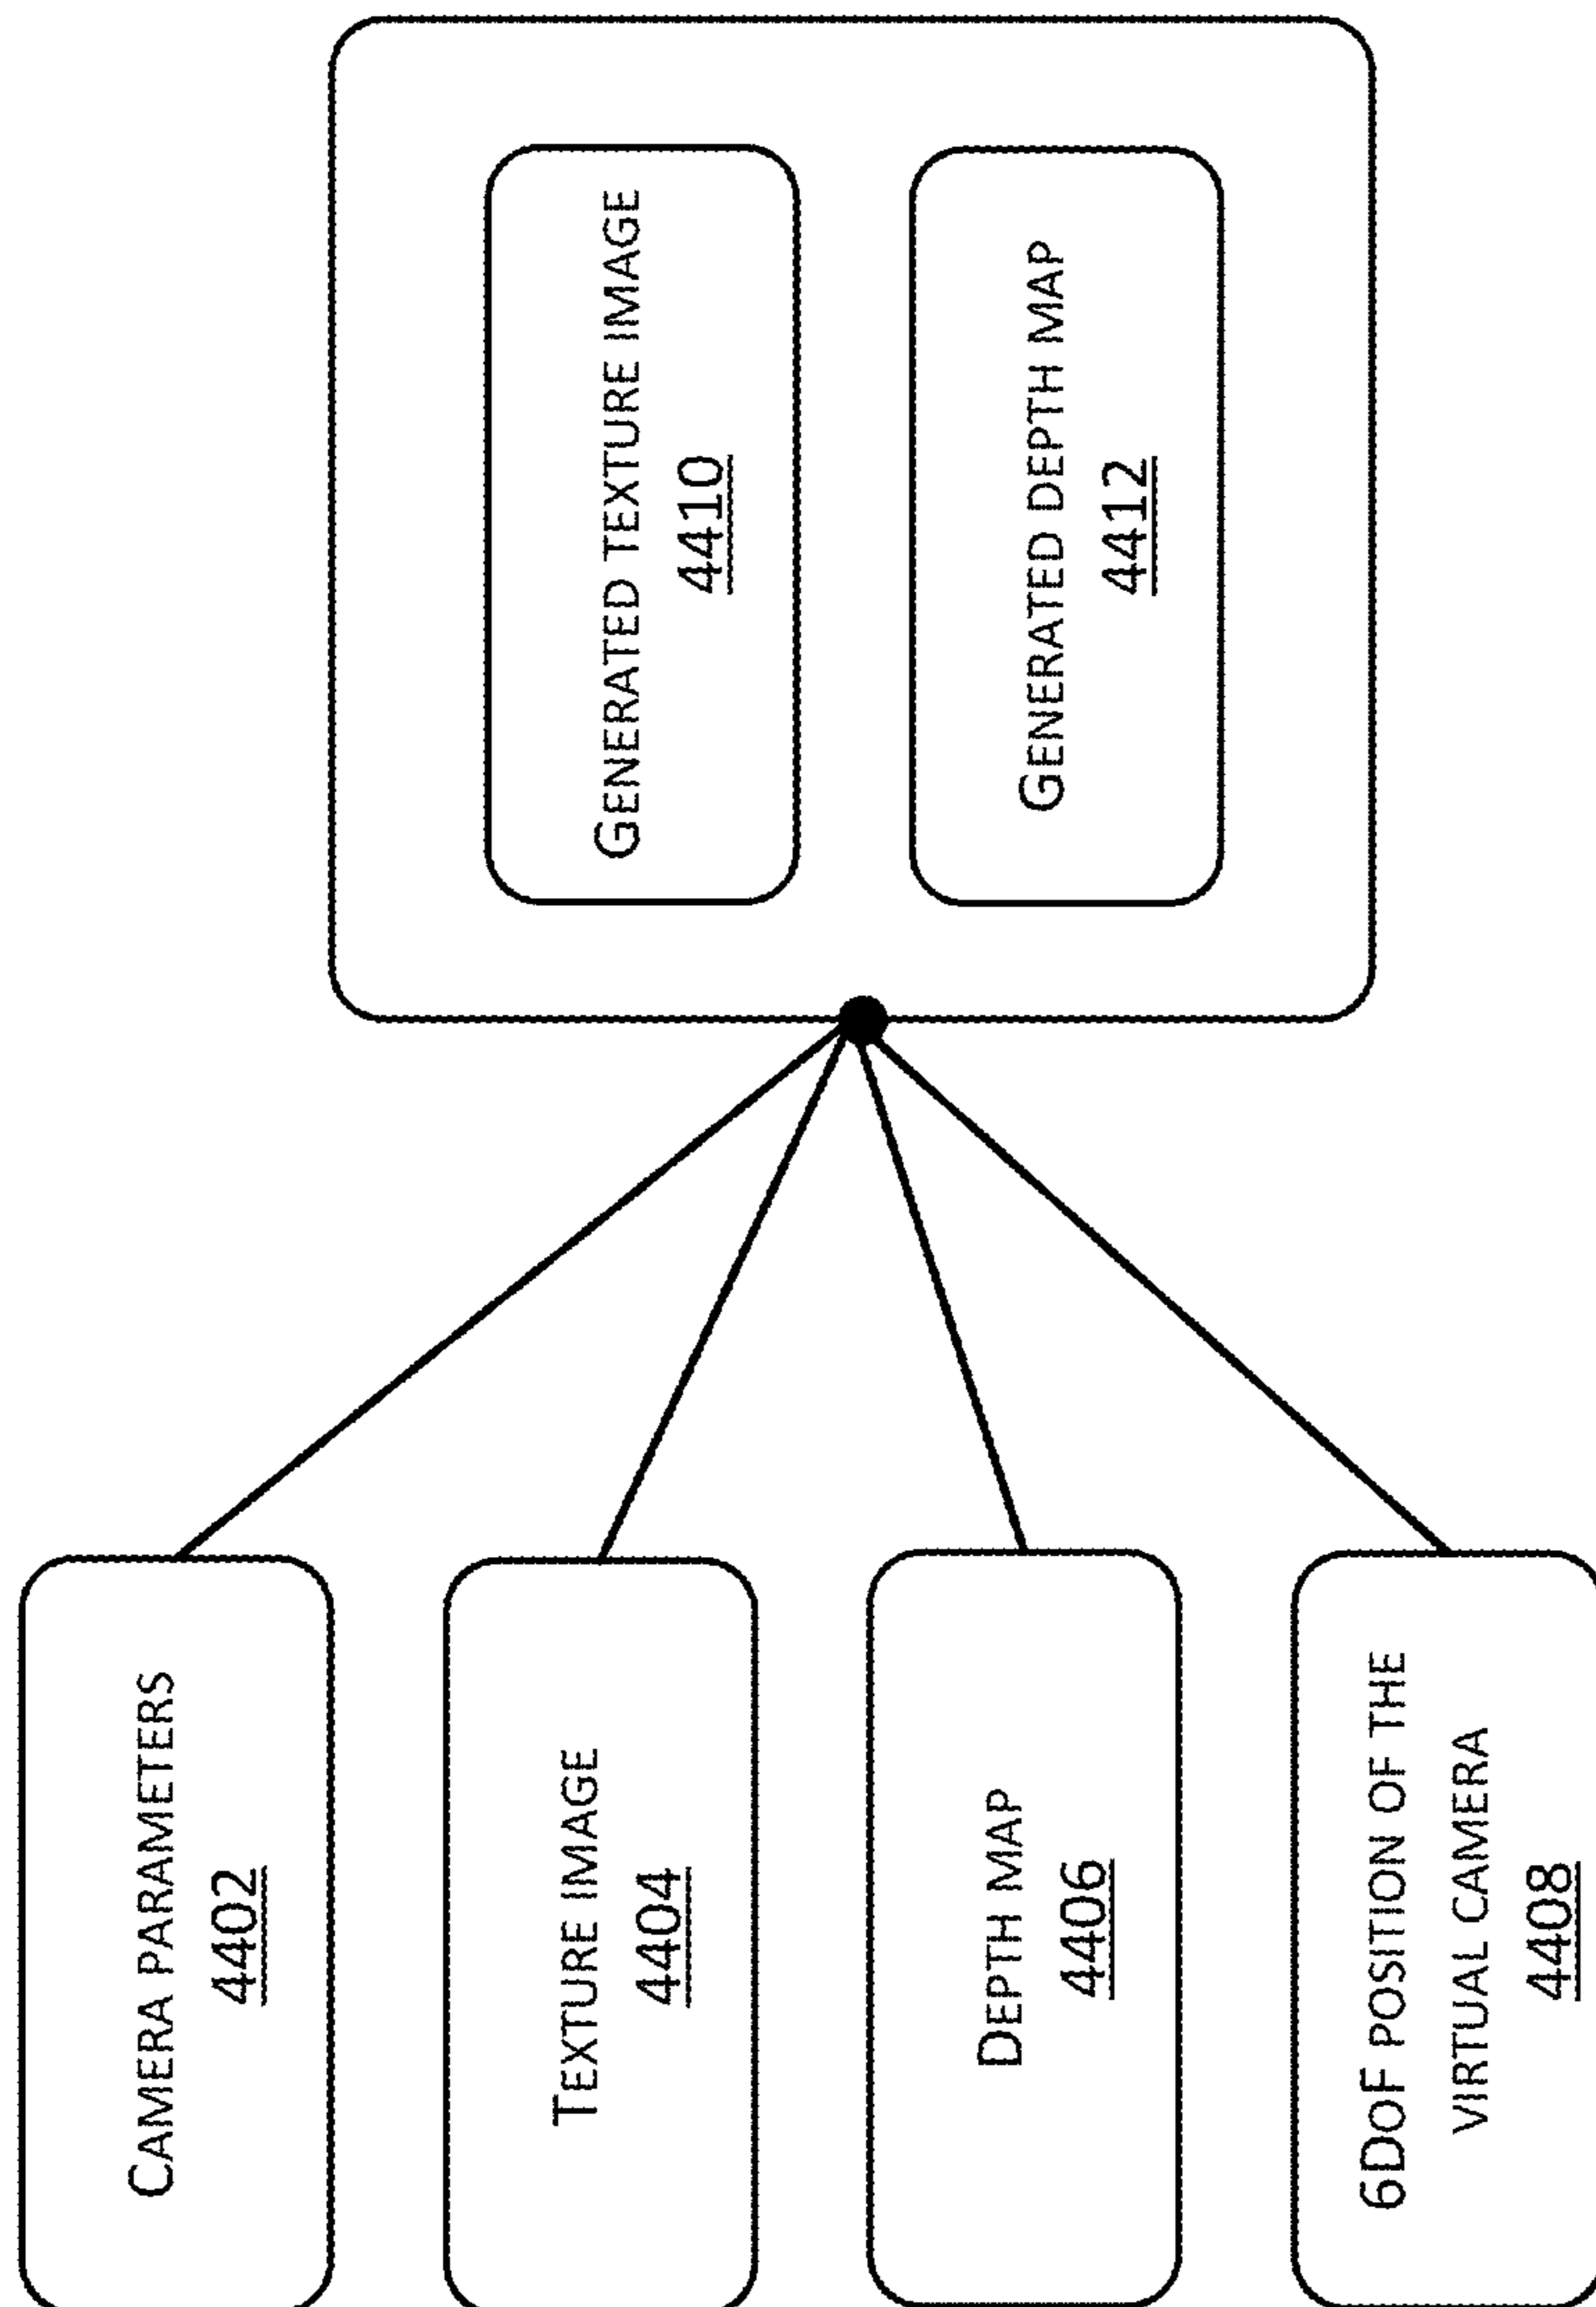 CAMERA PARAMETERS
4402
TEXTURE IMAGE
4404
DEPTH MAP
4406
6DOF POSITION OF THE
VIRTUAL CAMERA
4408
GENERATED TEXTURE IMAGE
4410
GENERATED DEPTH MAP
4412